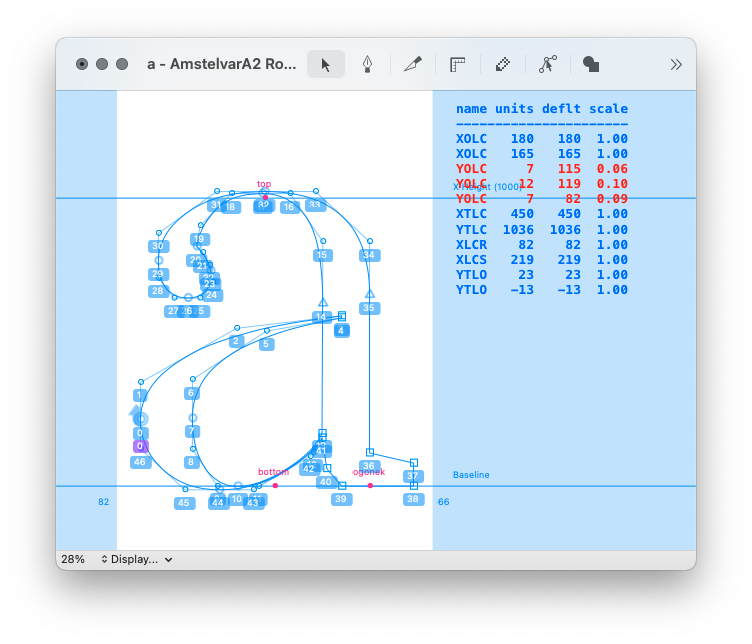 a - AmstelvarA2 Ro...
name units deflt scale
XOLC 180 180 1.00
XOLC 165 165 1.00
YOLC 7 115 0.06
YOLC 12 119 0.10
X-Height (1000)
YOLC 7 82 0.09
XTLC 450 450 1.00
YTLC 1036 1036 1.00
XLCR 82 82 1.00
XLCS 219 219 1.00
YTLO 23 23 1.00
YTLO −13 −13 1.00
top
31 18 32 16 33
19
30 20 15 34
21
29 22
23
28 24
27 26 25 35
14
4
2 5
1 6
0 7
0
46 8
41
42
bottom ogonek
36
Baseline
37
40
45 44 10 43 39 38
82 66
28% Display...